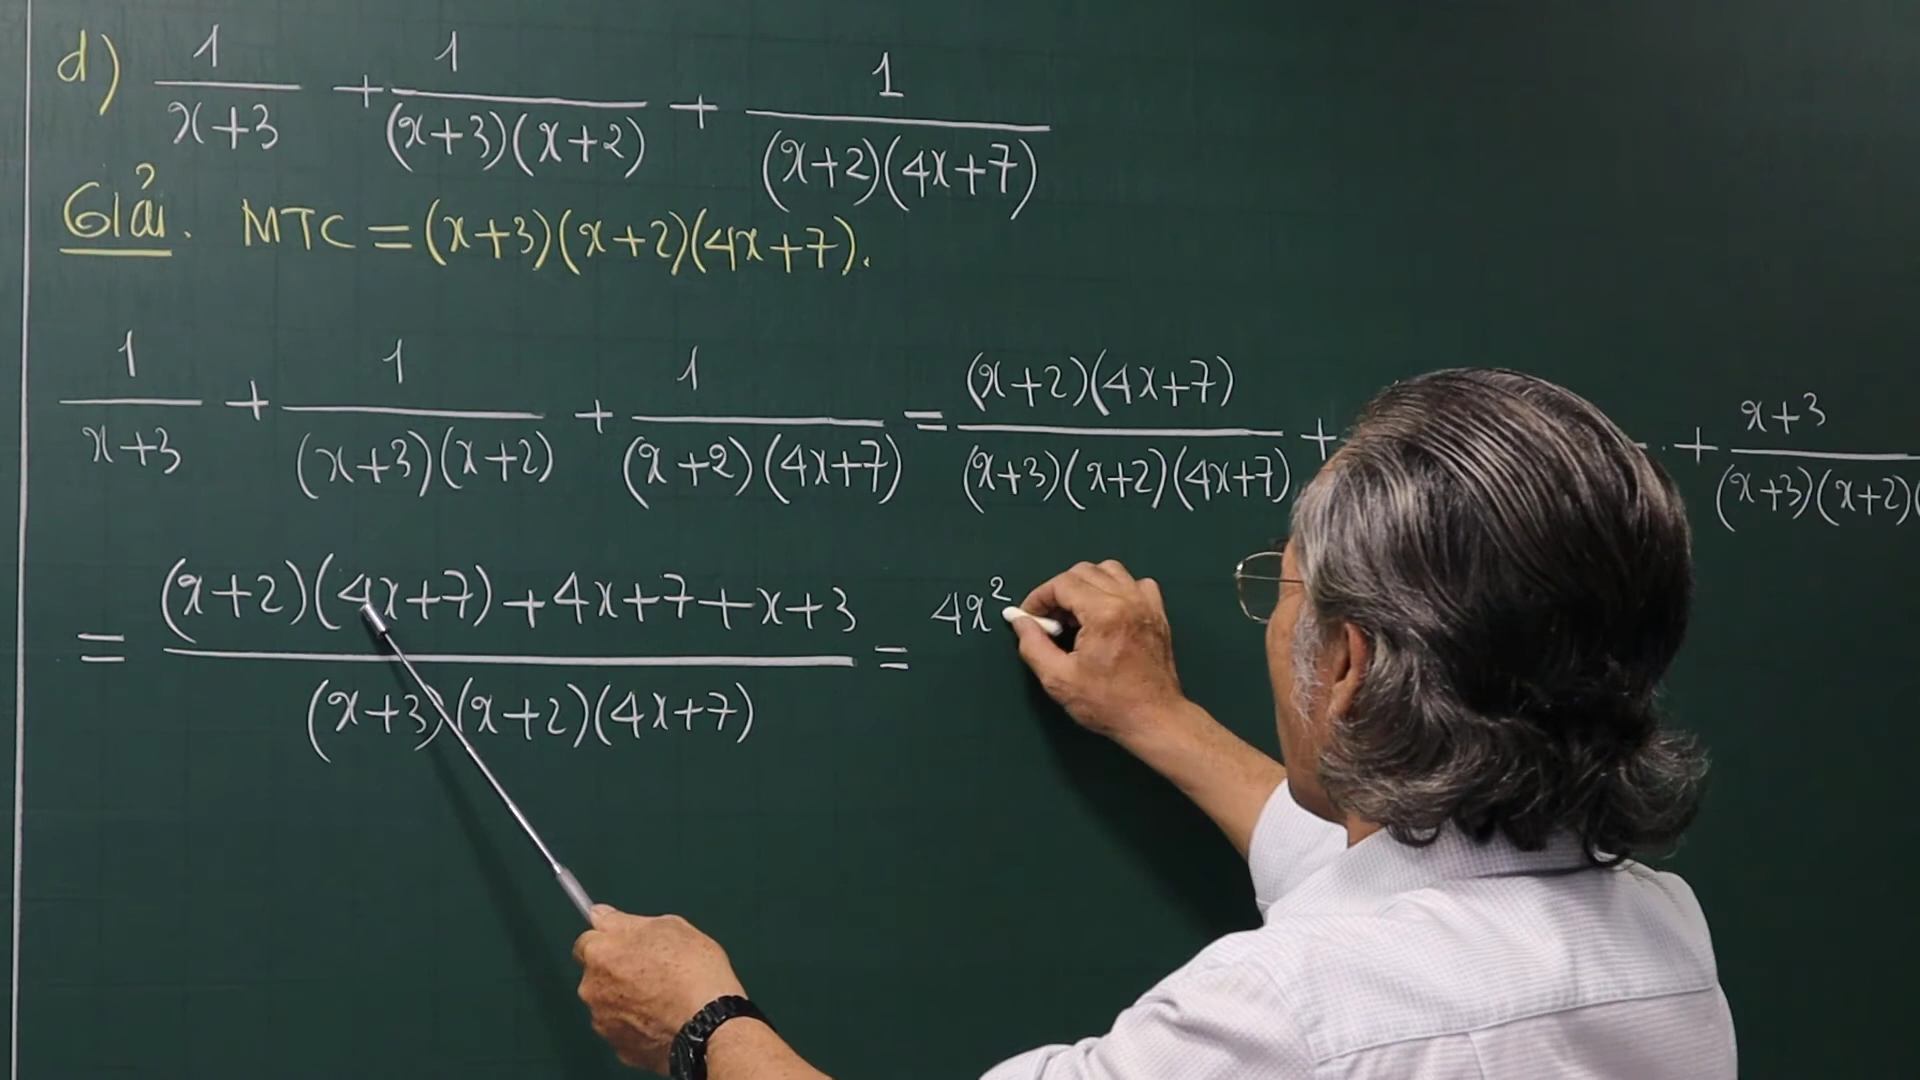 d) 1/(x+3) + 1/((x+3)(x+2)) + 1/((x+2)(4x+7))
Giải. MTC = (x+3)(x+2)(4x+7).
1/(x+3) + 1/((x+3)(x+2)) + 1/((x+2)(4x+7)) = (x+2)(4x+7)/((x+3)(x+2)(4x+7)) + + (x+3)/((x+3)(x+2)(
= ((x+2)(4x+7)+4x+7+x+3)/((x+3)(x+2)(4x+7)) = 4x²